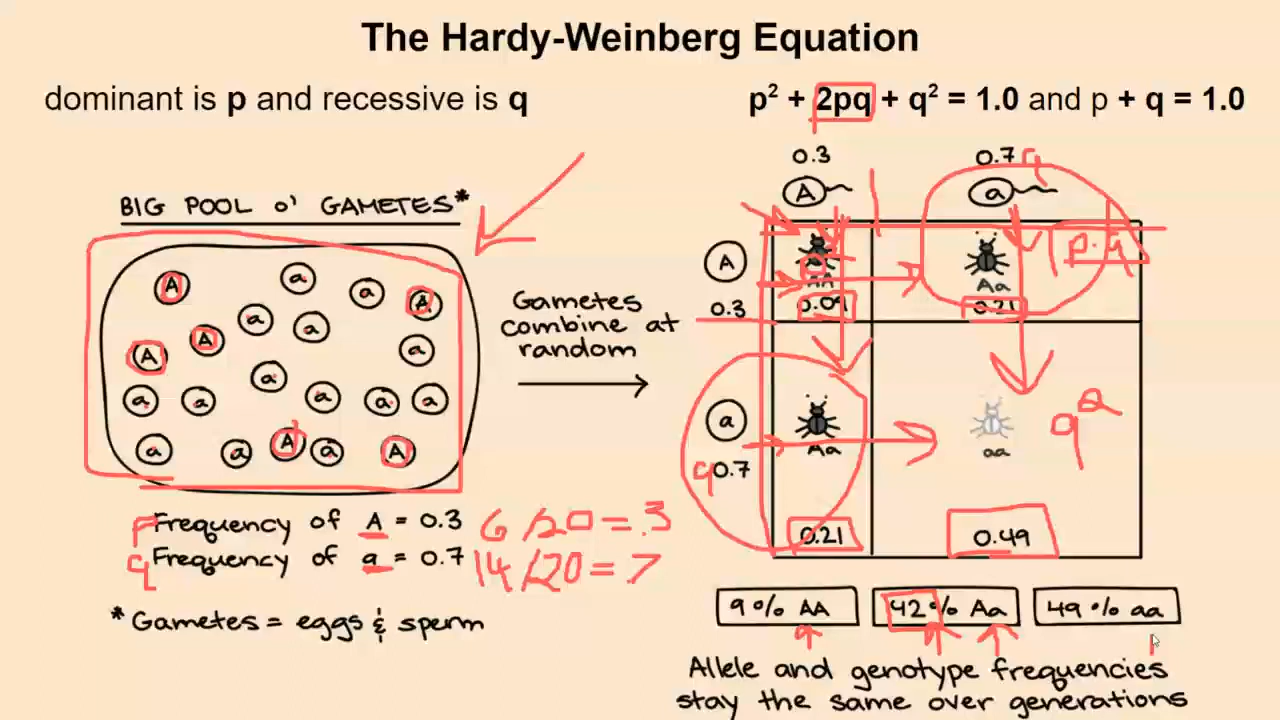 The Hardy-Weinberg Equation
dominant is p and recessive is q
p² + 2pq + q² = 1.0 and p + q = 1.0
BIG POOL O' GAMETES*
A
a
a
A
a
a
A
A
a
a
a
a
a
a
a
a
a
A
a
A
p Frequency of A = 0.3 6/20 = .3
q Frequency of a = 0.7 14/20 = .7
* Gametes = eggs & sperm
Gametes
combine at
random
0.3 0.7 q
A a
A
0.3
AA
0.09
Aa
0.21
p.q
a
q 0.7
Aa
0.21
aa
0.49
q²
9% AA 42% Aa 49% aa
Allele and genotype frequencies
stay the same over generations